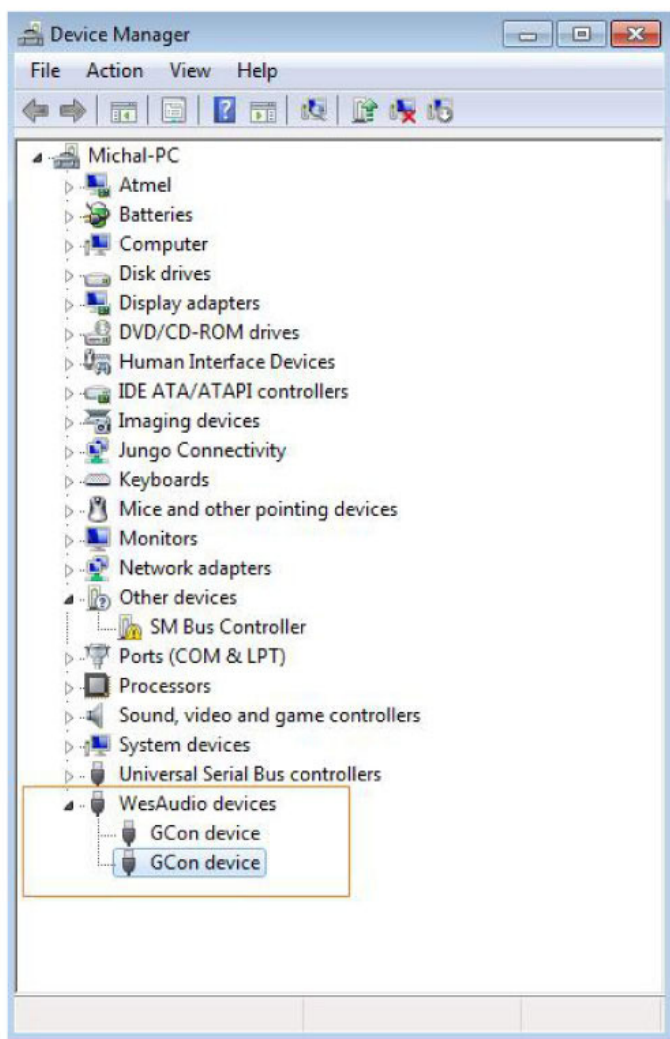 Device Manager
File Action View Help
Michal-PC
Atmel
Batteries
Computer
Disk drives
Display adapters
DVD/CD-ROM drives
Human Interface Devices
IDE ATA/ATAPI controllers
Imaging devices
Jungo Connectivity
Keyboards
Mice and other pointing devices
Monitors
Network adapters
Other devices
SM Bus Controller
Ports (COM & LPT)
Processors
Sound, video and game controllers
System devices
Universal Serial Bus controllers
WesAudio devices
GCon device
GCon device